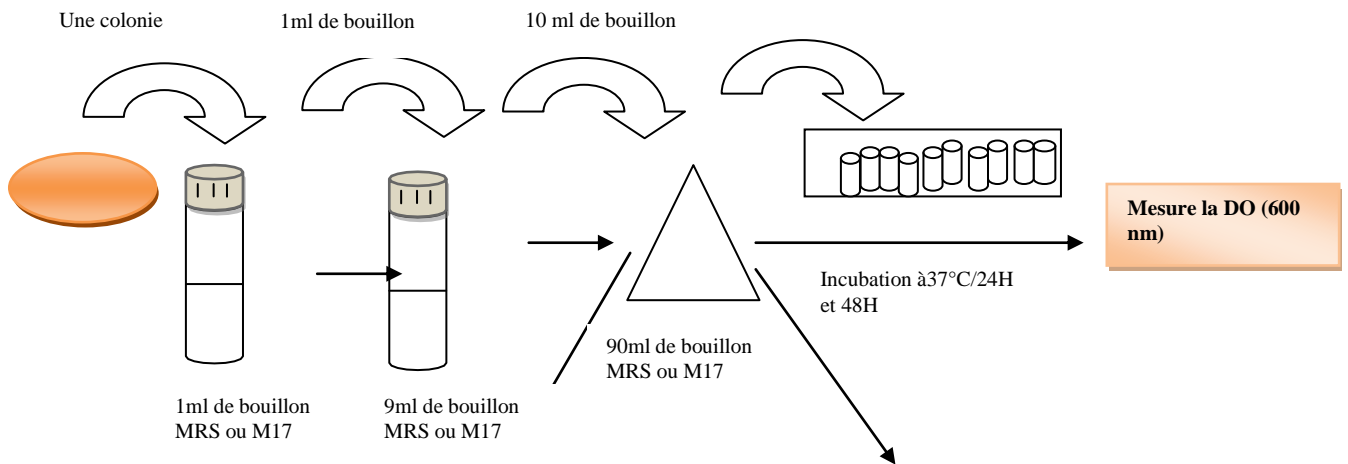 Une colonie
1ml de bouillon
10 ml de bouillon
Mesure la DO (600
nm)
Incubation à37°C/24H
et 48H
90ml de bouillon
MRS ou M17
1ml de bouillon
MRS ou M17
9ml de bouillon
MRS ou M17